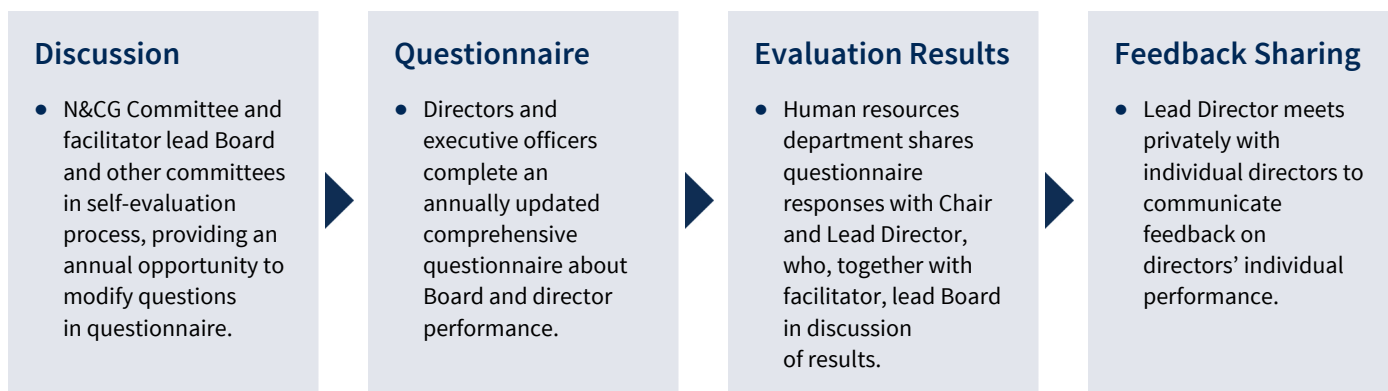 Discussion
• N&CG Committee and
facilitator lead Board
and other committees
in self-evaluation
process, providing an
annual opportunity to
modify questions
in questionnaire.
Questionnaire
• Directors and
executive officers
complete an
annually updated
comprehensive
questionnaire about
Board and director
performance.
Evaluation Results
• Human resources
department shares
questionnaire
responses with Chair
and Lead Director,
who, together with
facilitator, lead Board
in discussion
of results.
Feedback Sharing
• Lead Director meets
privately with
individual directors to
communicate
feedback on
directors’ individual
performance.